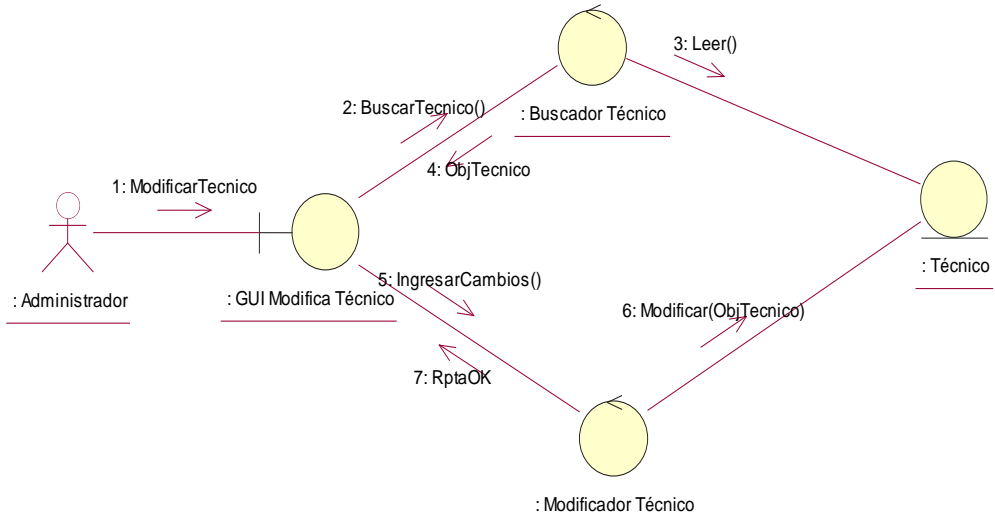 3: Leer()
2: BuscarTecnico()
: Buscador Técnico
4: ObjTecnico
1: ModificarTecnico
: Administrador
: GUI Modifica Técnico
: Técnico
5: IngresarCambios()
6: Modificar(ObjTecnico)
7: RptaOK
: Modificador Técnico